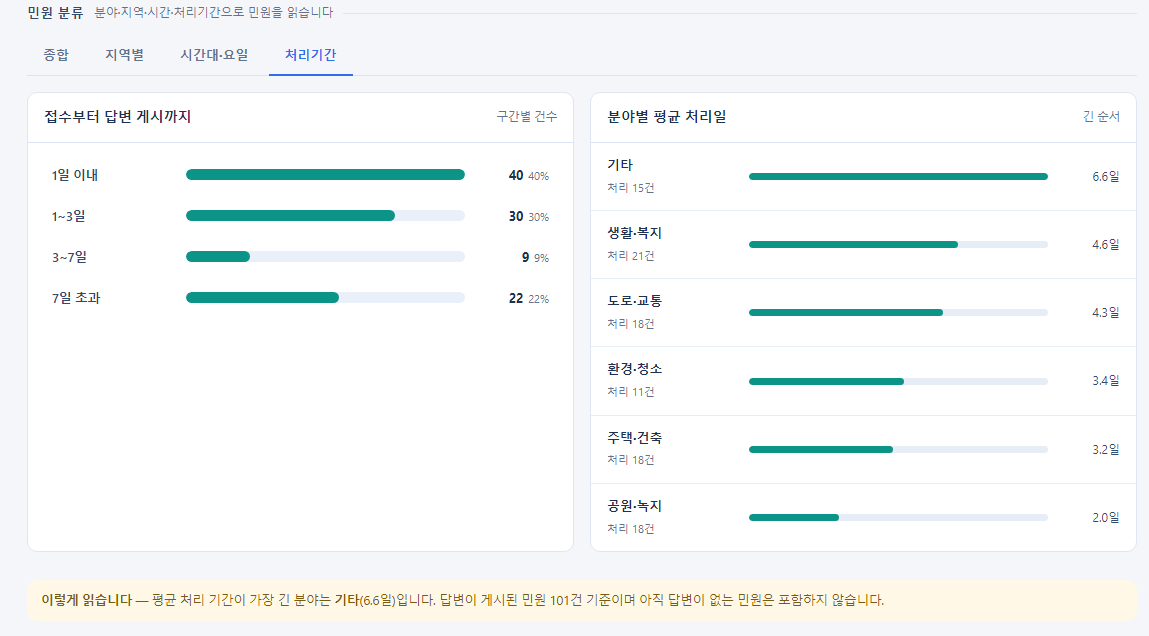 민원 분류 분야·지역·시간·처리기간으로 민원을 읽습니다
종합 지역별 시간대·요일 처리기간
접수부터 답변 게시까지 구간별 건수
1일 이내 40 40%
1~3일 30 30%
3~7일 9 9%
7일 초과 22 22%
분야별 평균 처리일 긴 순서
기타
처리 15건 6.6일
생활·복지
처리 21건 4.6일
도로·교통
처리 18건 4.3일
환경·청소
처리 11건 3.4일
주택·건축
처리 18건 3.2일
공원·녹지
처리 18건 2.0일
이렇게 읽습니다 — 평균 처리 기간이 가장 긴 분야는 기타(6.6일)입니다. 답변이 게시된 민원 101건 기준이며 아직 답변이 없는 민원은 포함하지 않습니다.